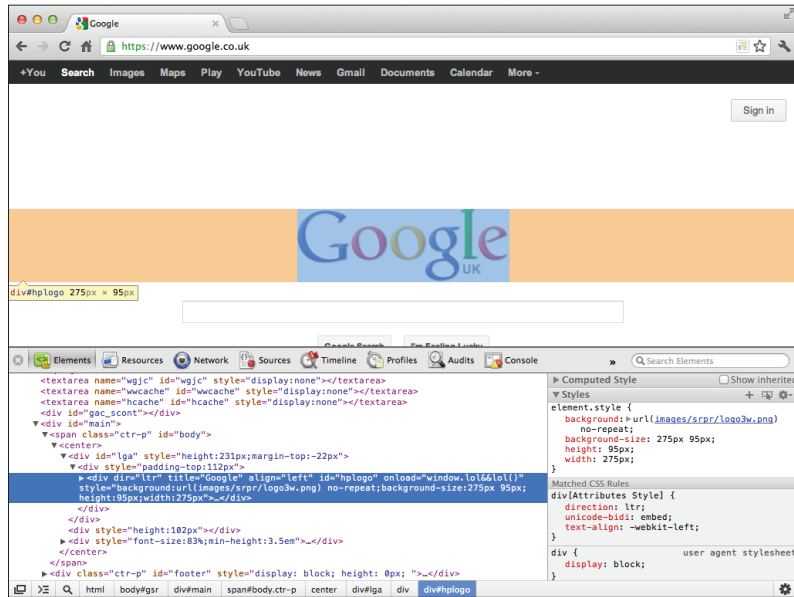 Google
https://www.google.co.uk
+You Search Images Maps Play YouTube News Gmail Documents Calendar More
Sign in
Google
UK
div#hplogo 275px × 95px
Google Search I'm Feeling Lucky
Elements Resources Network Sources Timeline Profiles Audits Console » Search Elements
<textarea name="wgjc" id="wgjc" style="display:none"></textarea>
<textarea name="wwcache" id="wwcache" style="display:none"></textarea>
<textarea name="hcache" id="hcache" style="display:none"></textarea>
<div id="gac_scont"></div>
▼<div id="main">
▼<span class="ctr-p" id="body">
▼<center>
▼<div id="lga" style="height:231px;margin-top:-22px">
▼<div style="padding-top:112px">
▶<div dir="ltr" title="Google" align="left" id="hplogo" onload="window.lol&&lol()"
style="background:url(images/srpr/logo3w.png) no-repeat;background-size:275px 95px;
height:95px;width:275px">…</div>
</div>
</div>
<div style="height:102px"></div>
▶<div style="font-size:83%;min-height:3.5em">…</div>
</center>
</span>
▶<div class="ctr-p" id="footer" style="display: block; height: 0px; ">…</div>
▶ Computed Style Show inherited
▼ Styles
element.style {
background:▶url(images/srpr/logo3w.png)
no-repeat;
background-size: 275px 95px;
height: 95px;
width: 275px;
}
Matched CSS Rules
div[Attributes Style] {
direction: ltr;
unicode-bidi: embed;
text-align: -webkit-left;
}
div { user agent stylesheet
display: block;
}
html body#gsr div#main span#body.ctr-p center div#lga div div#hplogo